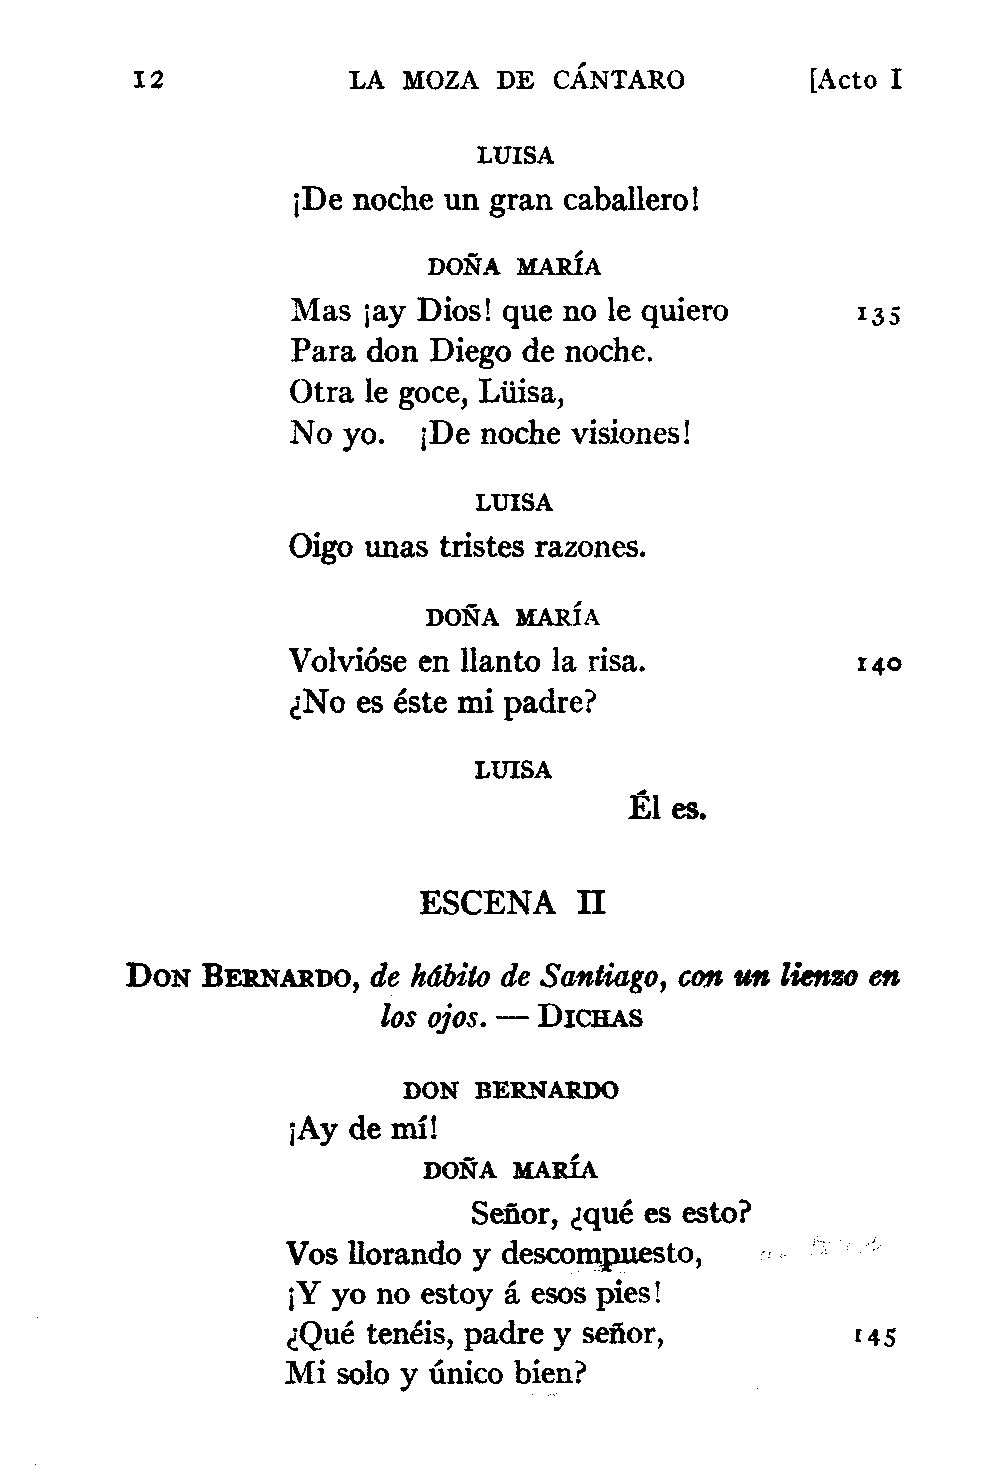 12 LA MOZA DE CÁNTARO [Acto I
LUISA
¡De noche un gran caballero!
DOÑA MARÍA
Mas ¡ay Dios! que no le quiero 135
Para don Diego de noche.
Otra le goce, Lüisa,
No yo. ¡De noche visiones!
LUISA
Oigo unas tristes razones.
DOÑA MARÍA
Volvióse en llanto la risa. 140
¿No es éste mi padre?
LUISA
Él es.
ESCENA II
DON BERNARDO, de hábito de Santiago, con un lienzo en
los ojos. — DICHAS
DON BERNARDO
¡Ay de mí!
DOÑA MARÍA
Señor, ¿qué es esto?
Vos llorando y descompuesto,
¡Y yo no estoy á esos pies!
¿Qué tenéis, padre y señor, 145
Mi solo y único bien?